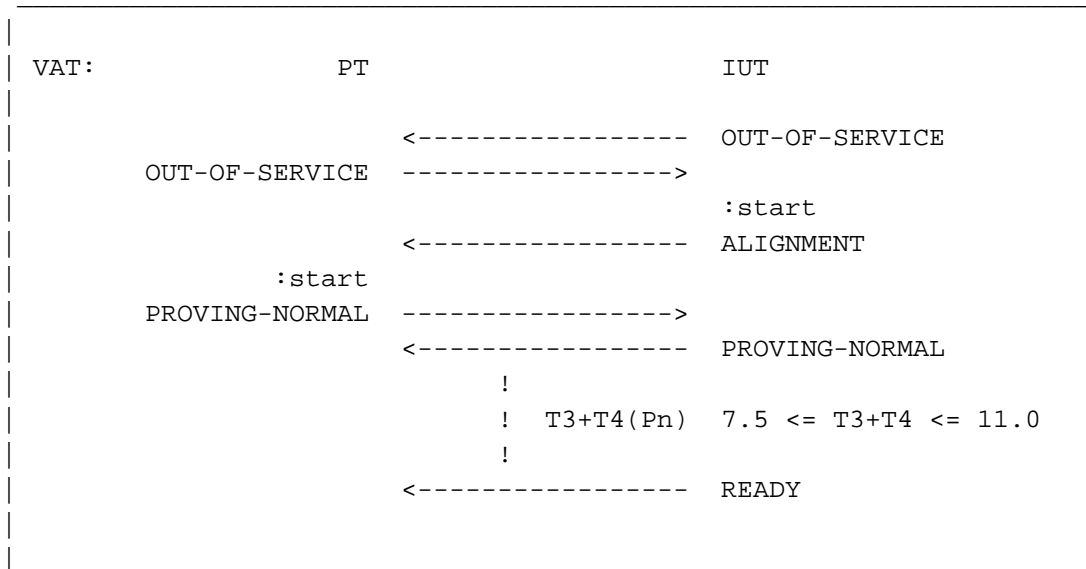 VAT: PT IUT
<----------------- OUT-OF-SERVICE
OUT-OF-SERVICE ----------------->
:start
<----------------- ALIGNMENT
:start
PROVING-NORMAL ----------------->
<----------------- PROVING-NORMAL
!
! T3+T4(Pn) 7.5 <= T3+T4 <= 11.0
!
<----------------- READY